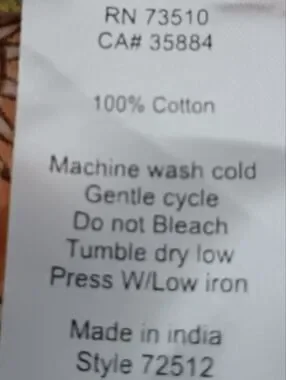 RN 73510
CA# 35884
100% Cotton
Machine wash cold
Gentle cycle
Do not Bleach
Tumble dry low
Press W/Low iron
Made in india
Style 72512